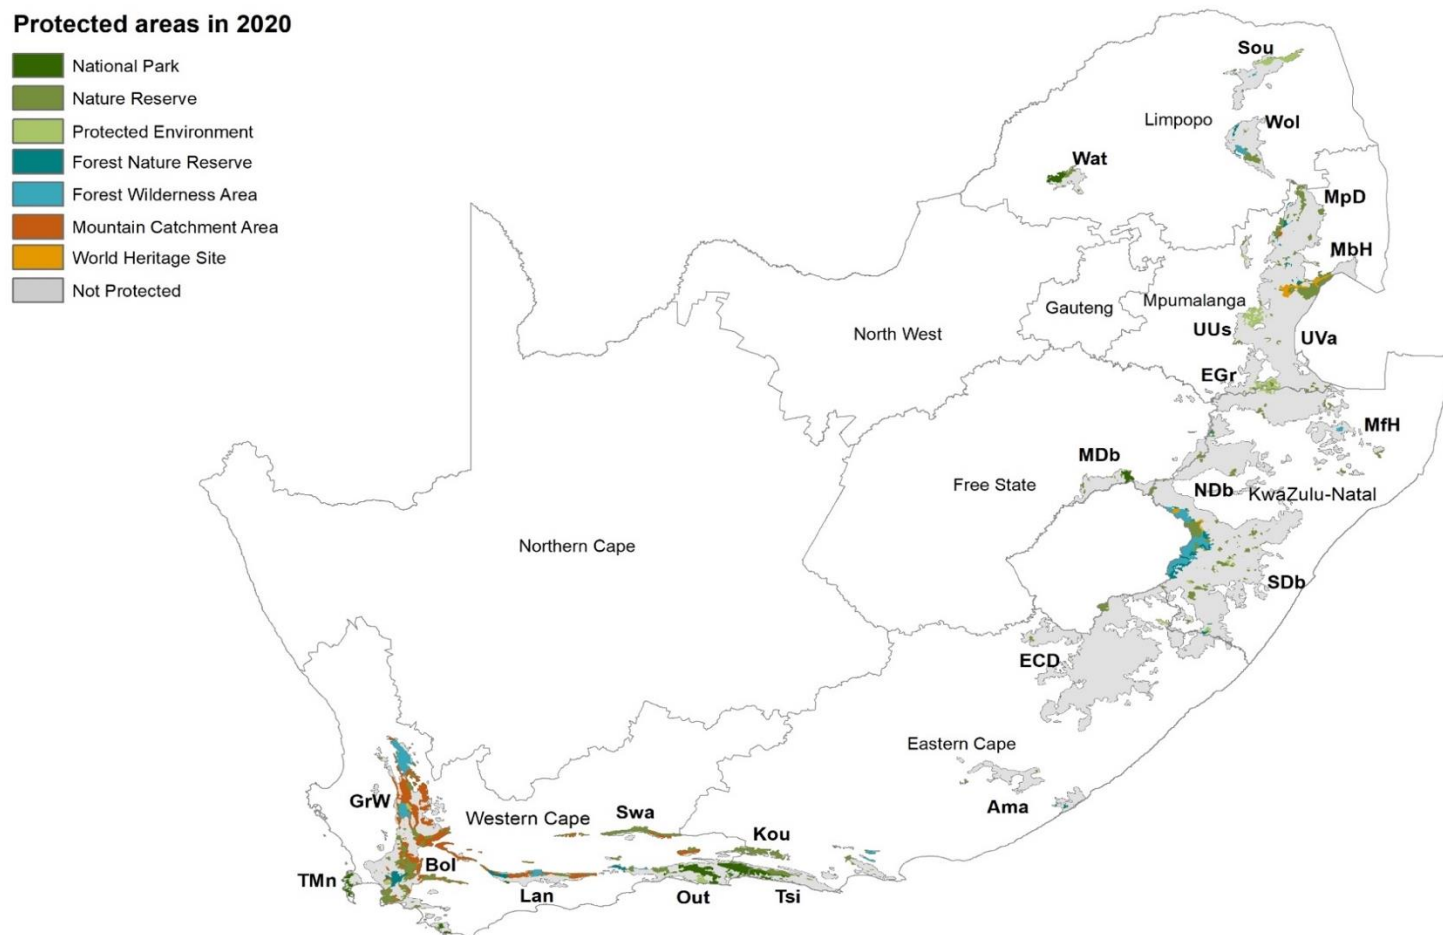 Protected areas in 2020
National Park
Nature Reserve
Protected Environment
Forest Nature Reserve
Forest Wilderness Area
Mountain Catchment Area
World Heritage Site
Not Protected
Sou
Limpopo
Wol
Wat
MpD
MbH
Mpumalanga
Gauteng
North West
UUs
UVa
EGr
MfH
MDb
Free State
NDb
KwaZulu-Natal
Northern Cape
SDb
ECD
Eastern Cape
GrW
Western Cape
Swa
Ama
Kou
Bol
TMn
Lan
Out
Tsi